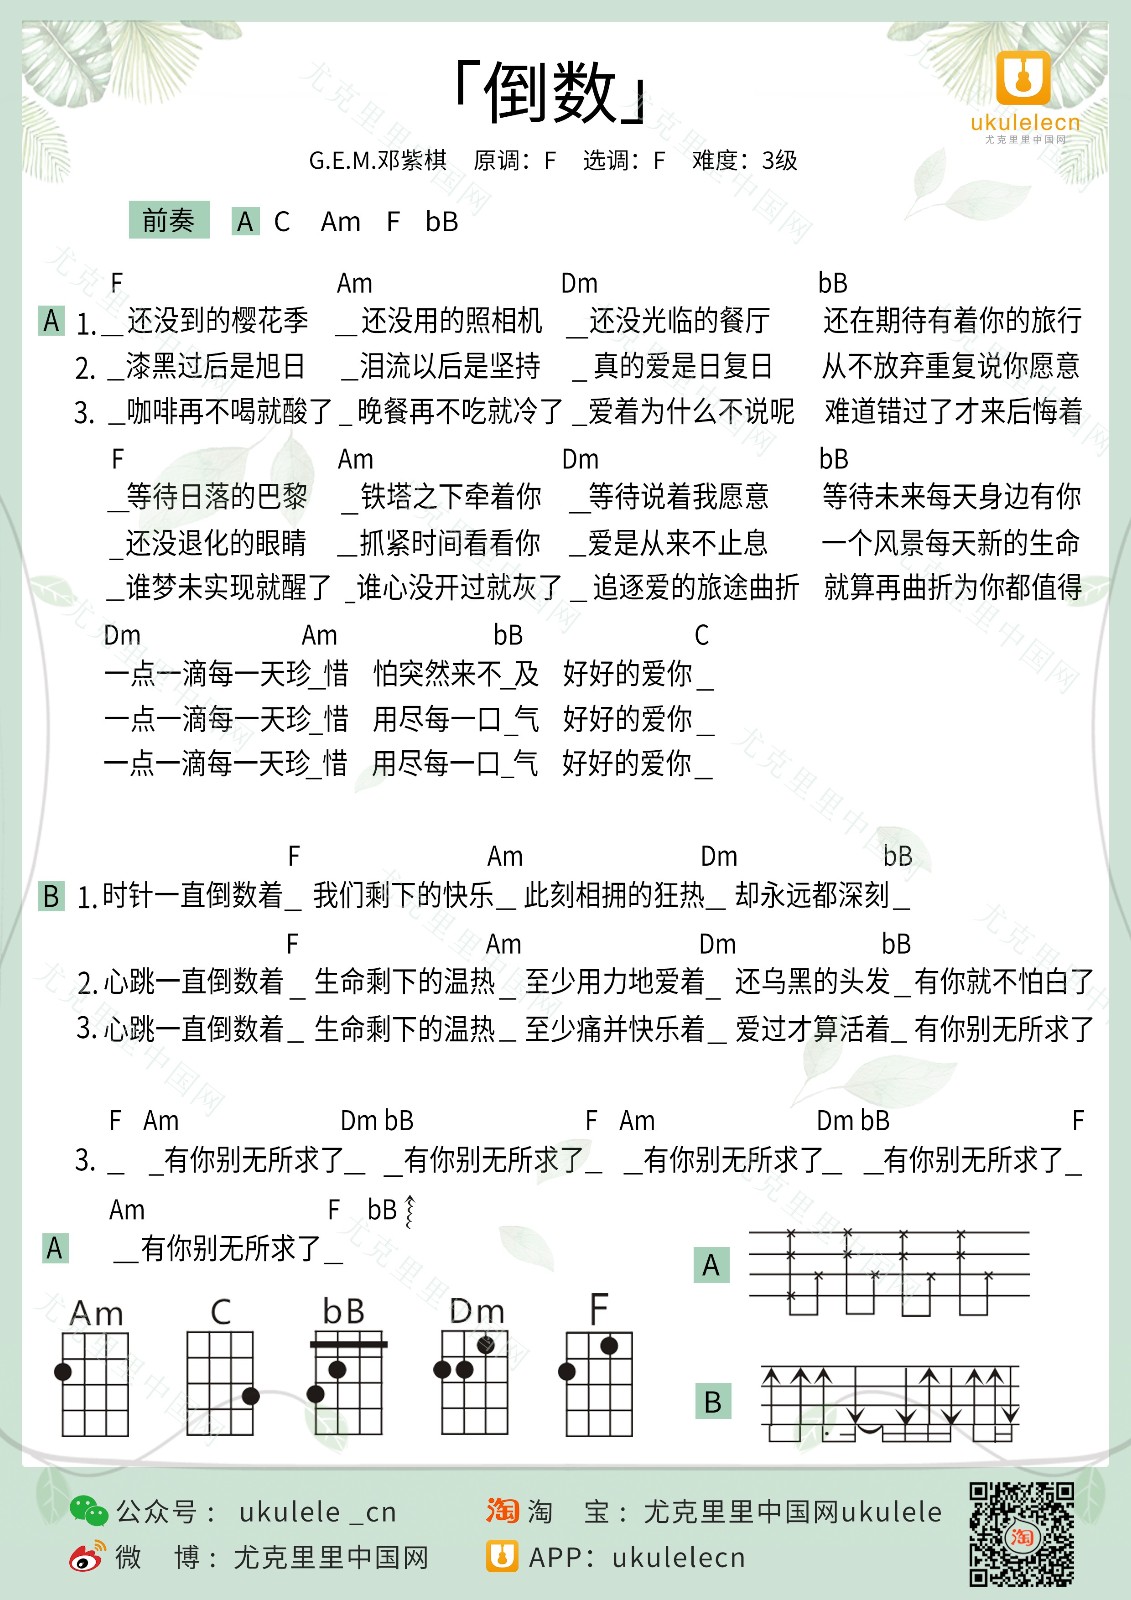 「倒数」
ukulelecn
尤克里里中国网
G.E.M.邓紫棋 原调：F 选调：F 难度：3级
前奏 A C Am F bB
F Am Dm bB
A 1._还没到的樱花季 _还没用的照相机 _还没光临的餐厅 还在期待有着你的旅行
2. _漆黑过后是旭日 _泪流以后是坚持 _真的爱是日复日 从不放弃重复说你愿意
3. _咖啡再不喝就酸了 _晚餐再不吃就冷了 _爱着为什么不说呢 难道错过了才来后悔着
F Am Dm bB
_等待日落的巴黎 _铁塔之下牵着你 _等待说着我愿意 等待未来每天身边有你
_还没退化的眼睛 _抓紧时间看看你 _爱是从来不止息 一个风景每天新的生命
_谁梦未实现就醒了 _谁心没开过就灰了 _追逐爱的旅途曲折 就算再曲折为你都值得
Dm Am bB C
一点一滴每一天珍_惜 怕突然来不_及 好好的爱你_
一点一滴每一天珍_惜 用尽每一口_气 好好的爱你_
一点一滴每一天珍_惜 用尽每一口_气 好好的爱你_
F Am Dm bB
B 1.时针一直倒数着_ 我们剩下的快乐_ 此刻相拥的狂热_ 却永远都深刻_
F Am Dm bB
2.心跳一直倒数着_ 生命剩下的温热_ 至少用力地爱着_ 还乌黑的头发_有你就不怕白了
3.心跳一直倒数着_ 生命剩下的温热_ 至少痛并快乐着_ 爱过才算活着_ 有你别无所求了
F Am Dm bB F Am Dm bB F
3. _ _有你别无所求了_ _有你别无所求了_ _有你别无所求了_ _有你别无所求了_
Am F bB
A _有你别无所求了_
A
Am C bB Dm F
B
公众号： ukulele _cn
淘 淘 宝：尤克里里中国网ukulele
微 博：尤克里里中国网
APP：ukulelecn
淘